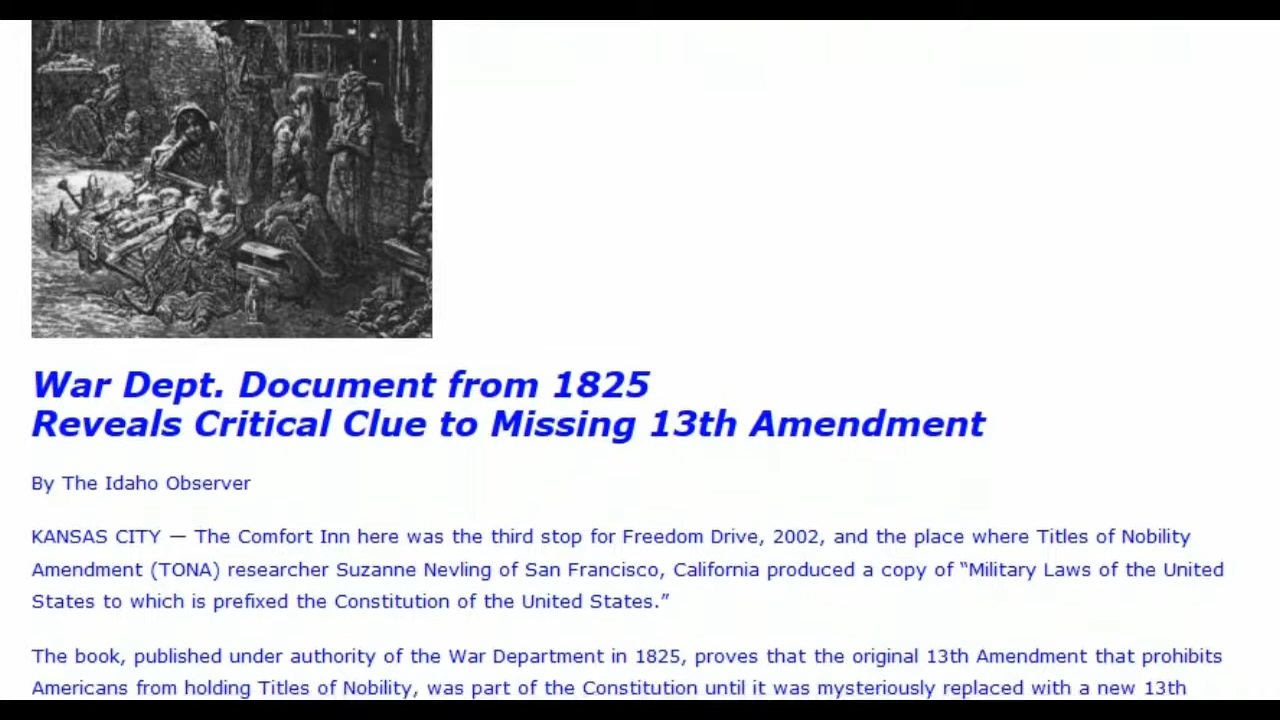 War Dept. Document from 1825
Reveals Critical Clue to Missing 13th Amendment
By The Idaho Observer
KANSAS CITY — The Comfort Inn here was the third stop for Freedom Drive, 2002, and the place where Titles of Nobility
Amendment (TONA) researcher Suzanne Nevling of San Francisco, California produced a copy of “Military Laws of the United
States to which is prefixed the Constitution of the United States.”
The book, published under authority of the War Department in 1825, proves that the original 13th Amendment that prohibits
Americans from holding Titles of Nobility, was part of the Constitution until it was mysteriously replaced with a new 13th